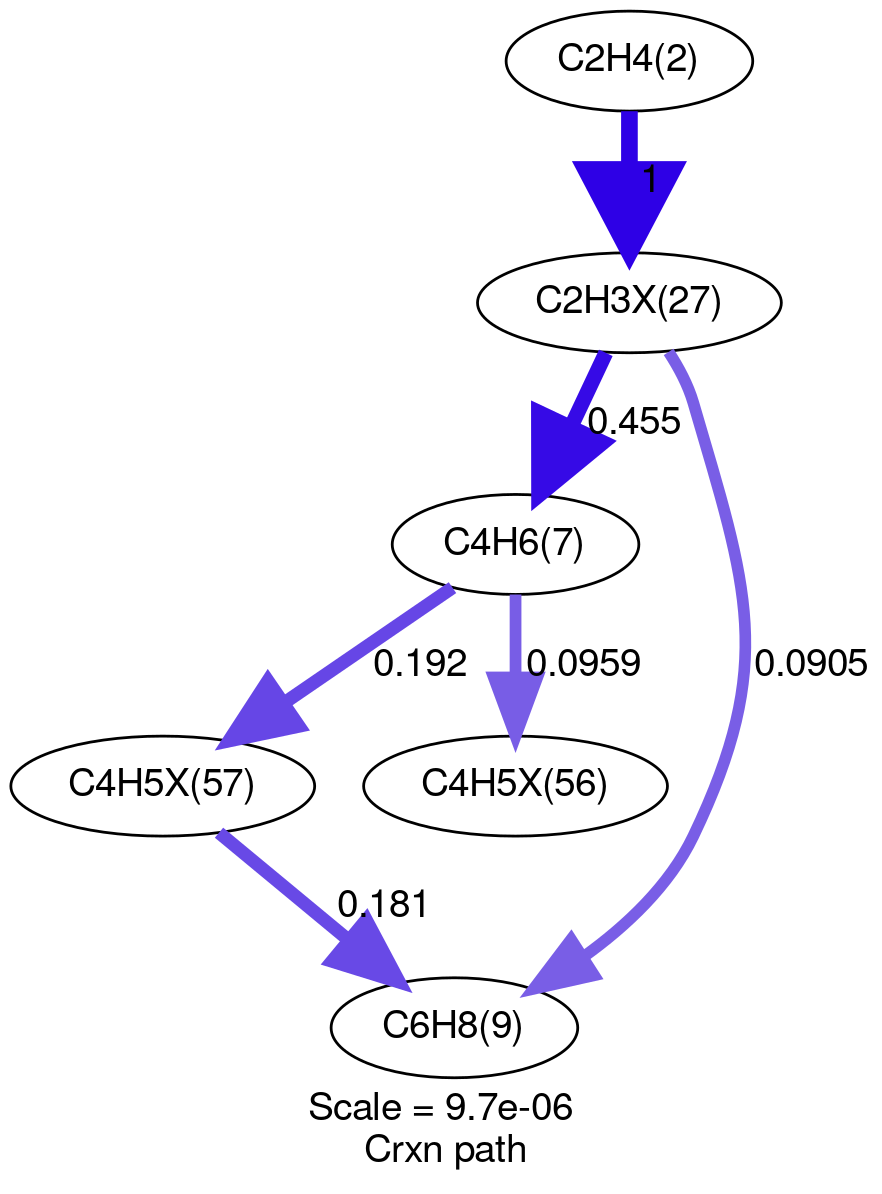 C2H4(2)
1
C2H3X(27)
0.455
C4H6(7)
0.192
0.0959
0.0905
C4H5X(57)
C4H5X(56)
0.181
C6H8(9)
Scale = 9.7e-06
Crxn path